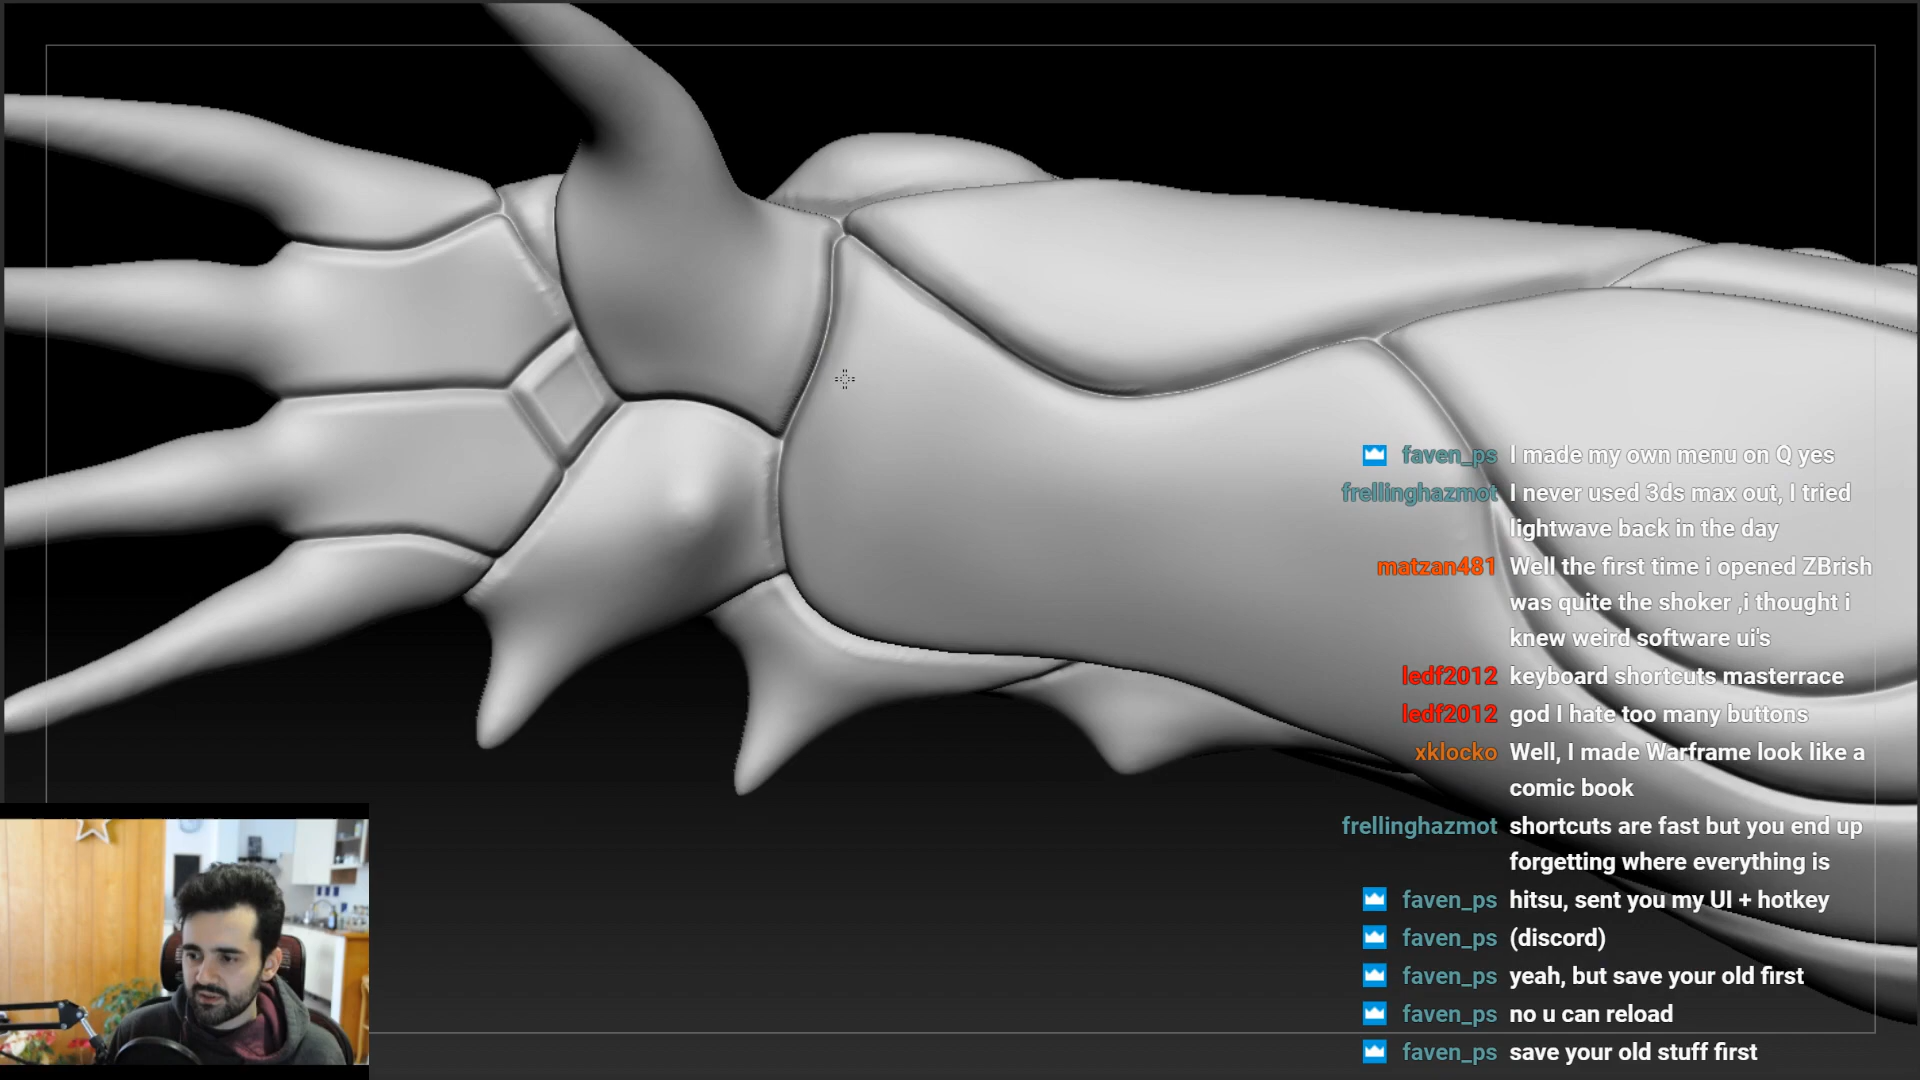 faven_ps I made my own menu on Q yes
frellinghazmot I never used 3ds max out, I tried
lightwave back in the day
matzan481 Well the first time i opened ZBrish
was quite the shoker ,i thought i
knew weird software ui's
ledf2012 keyboard shortcuts masterrace
ledf2012 god I hate too many buttons
xklocko Well, I made Warframe look like a
comic book
frellinghazmot shortcuts are fast but you end up
forgetting where everything is
faven_ps hitsu, sent you my UI + hotkey
faven_ps (discord)
faven_ps yeah, but save your old first
faven_ps no u can reload
faven_ps save your old stuff first